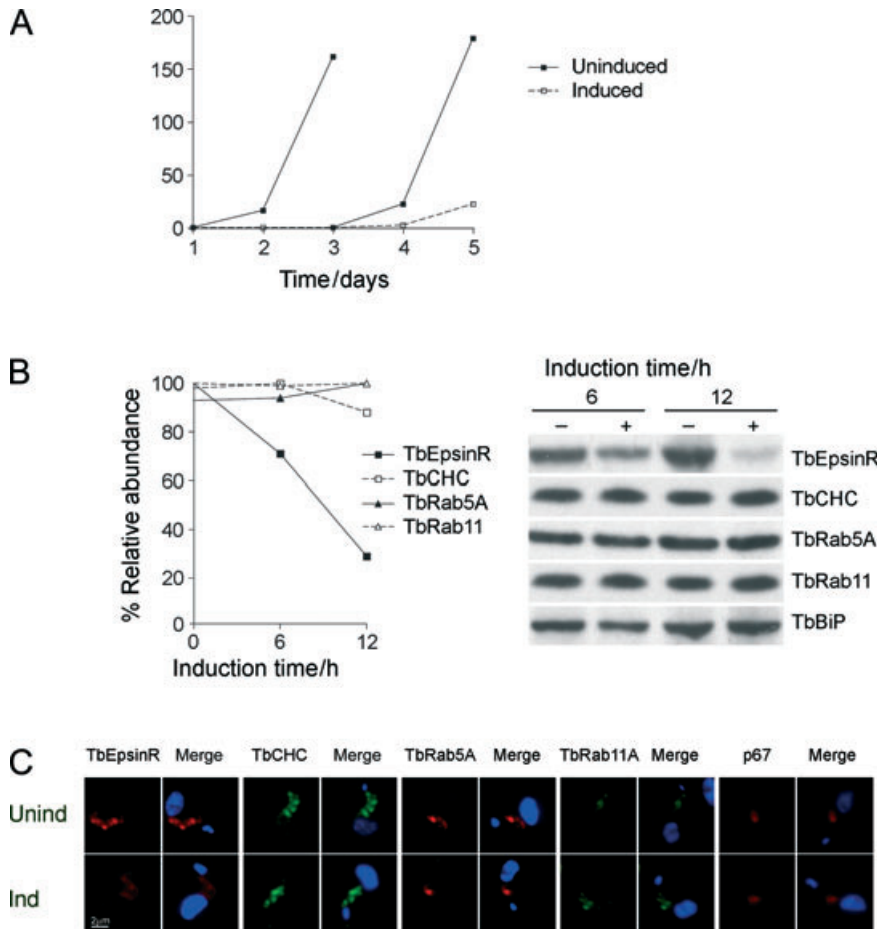 A
200
150
100
50
0
1 2 3 4 5
Time/days
Uninduced
Induced
B
% Relative abundance
100
80
60
40
20
0
0 6 12
Induction time/h
TbEpsinR
TbCHC
TbRab5A
TbRab11
Induction time/h
6 12
– + – +
TbEpsinR
TbCHC
TbRab5A
TbRab11
TbBiP
C
TbEpsinR Merge TbCHC Merge TbRab5A Merge TbRab11A Merge p67 Merge
Unind
Ind
2μm